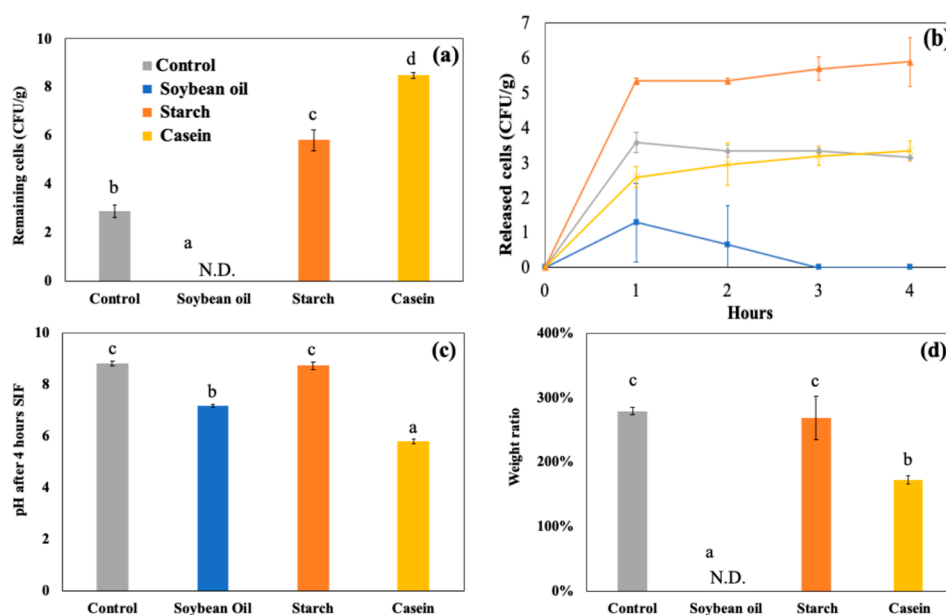 (a)
Remaining cells (CFU/g)
10
8
6
4
2
0
Control
Soybean oil
Starch
Casein
b
a
N.D.
c
d
Control
Soybean oil
Starch
Casein
(b)
Released cells (CFU/g)
7
6
5
4
3
2
1
0
0
1
2
3
4
Hours
(c)
pH after 4 hours SIF
10
8
6
4
2
0
c
b
c
a
Control
Soybean Oil
Starch
Casein
(d)
Weight ratio
400%
300%
200%
100%
0%
c
a
N.D.
c
b
Control
Soybean oil
Starch
Casein